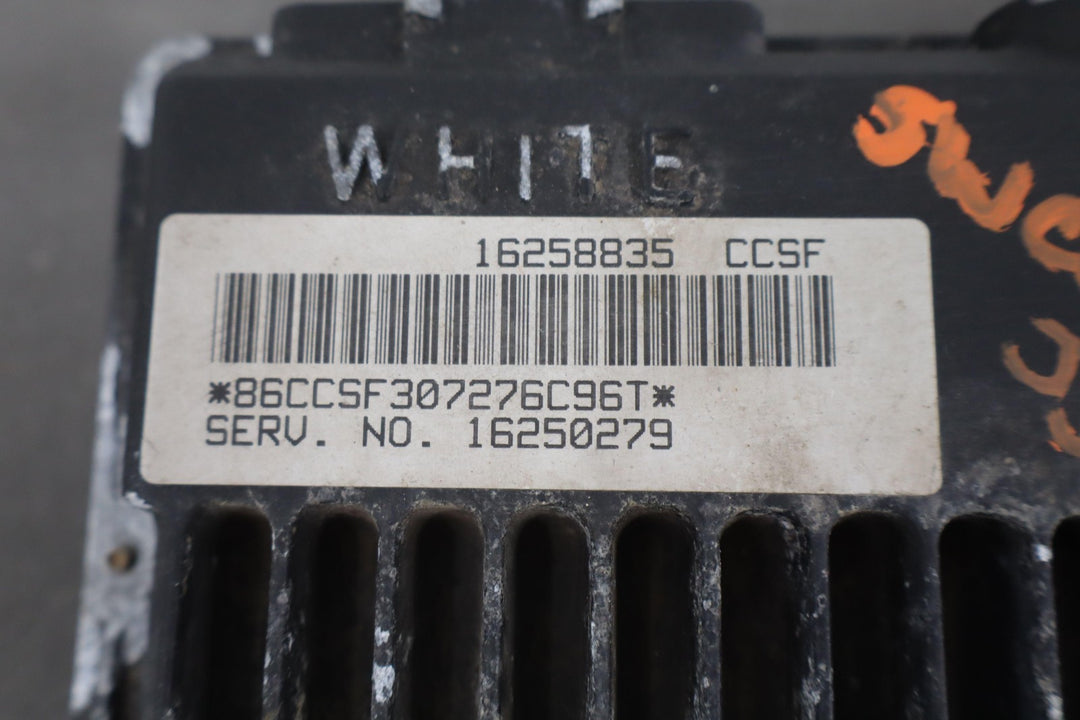 WHITE
16258835 CCSF
*86CCSF307276C96T*
SERV. NO. 16250279